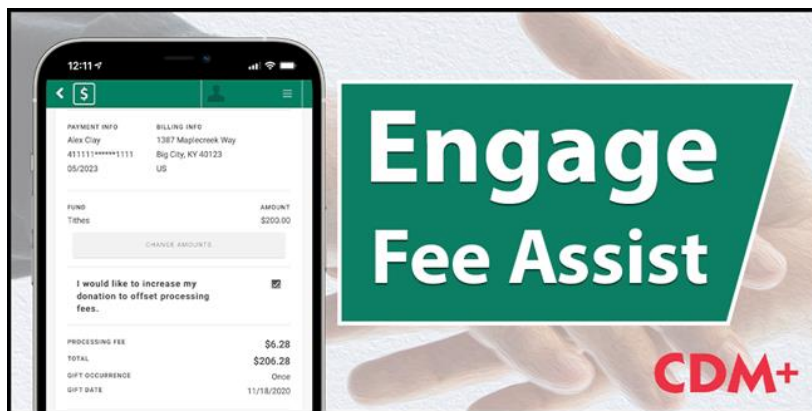 12:11
$
PAYMENT INFO BILLING INFO
Alex Clay 1387 Maplecreek Way
411111******1111 Big City, KY 40123
05/2023 US
FUND AMOUNT
Tithes $200.00
CHANGE AMOUNTS
I would like to increase my
donation to offset processing
fees.
PROCESSING FEE $6.28
TOTAL $206.28
GIFT OCCURRENCE Once
GIFT DATE 11/18/2020
Engage
Fee Assist
CDM+